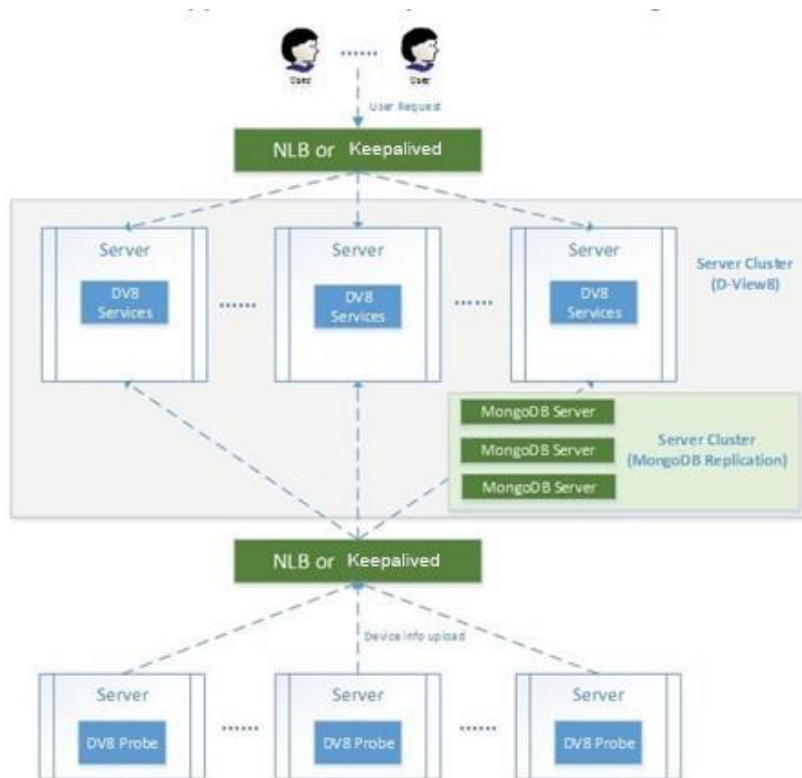 User
......
User
User Request
NLB or Keepalived
Server
DV8
Services
......
Server
DV8
Services
......
Server
DV8
Services
Server Cluster
(D-View8)
MongoDB Server
MongoDB Server
MongoDB Server
Server Cluster
(MongoDB Replication)
NLB or Keepalived
Device info upload
Server
DV8 Probe
......
Server
DV8 Probe
......
Server
DV8 Probe